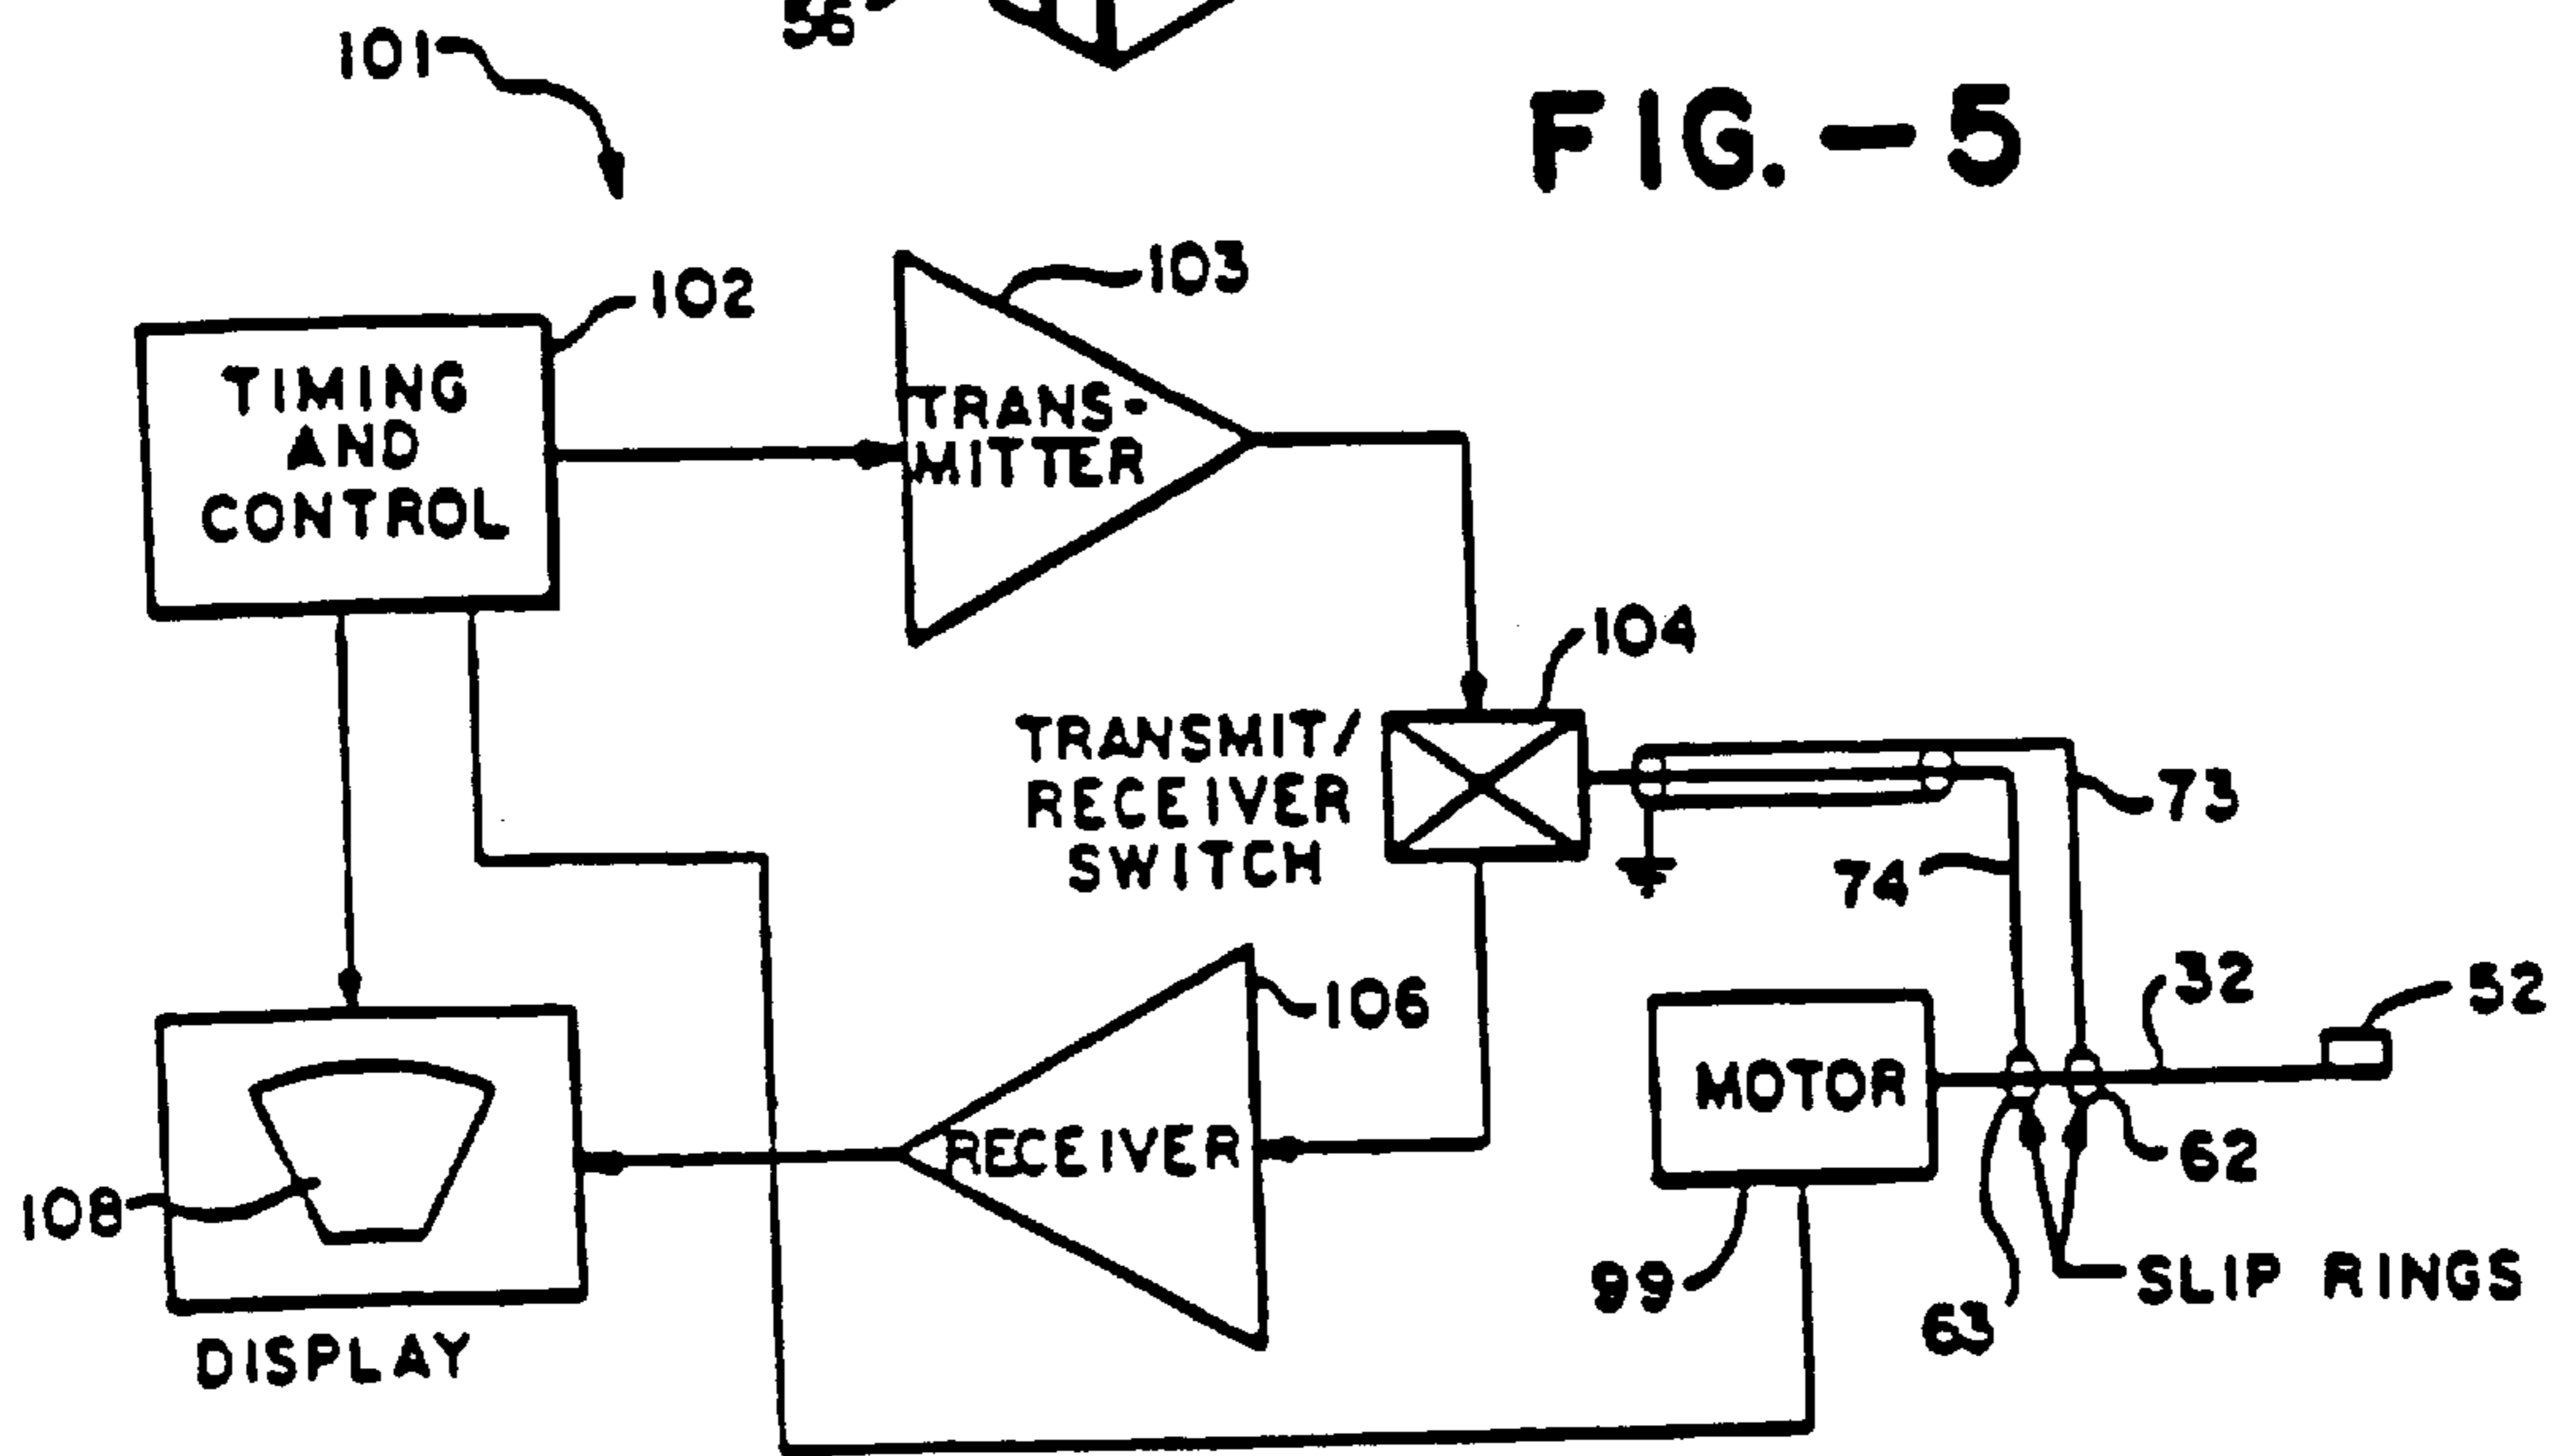 56
101
FIG.-5
102
103
TIMING
AND
CONTROL
TRANS-
MITTER
104
TRANSMIT/
RECEIVER
SWITCH
73
74
32
52
106
MOTOR
RECEIVER
62
108
99
63
SLIP RINGS
DISPLAY